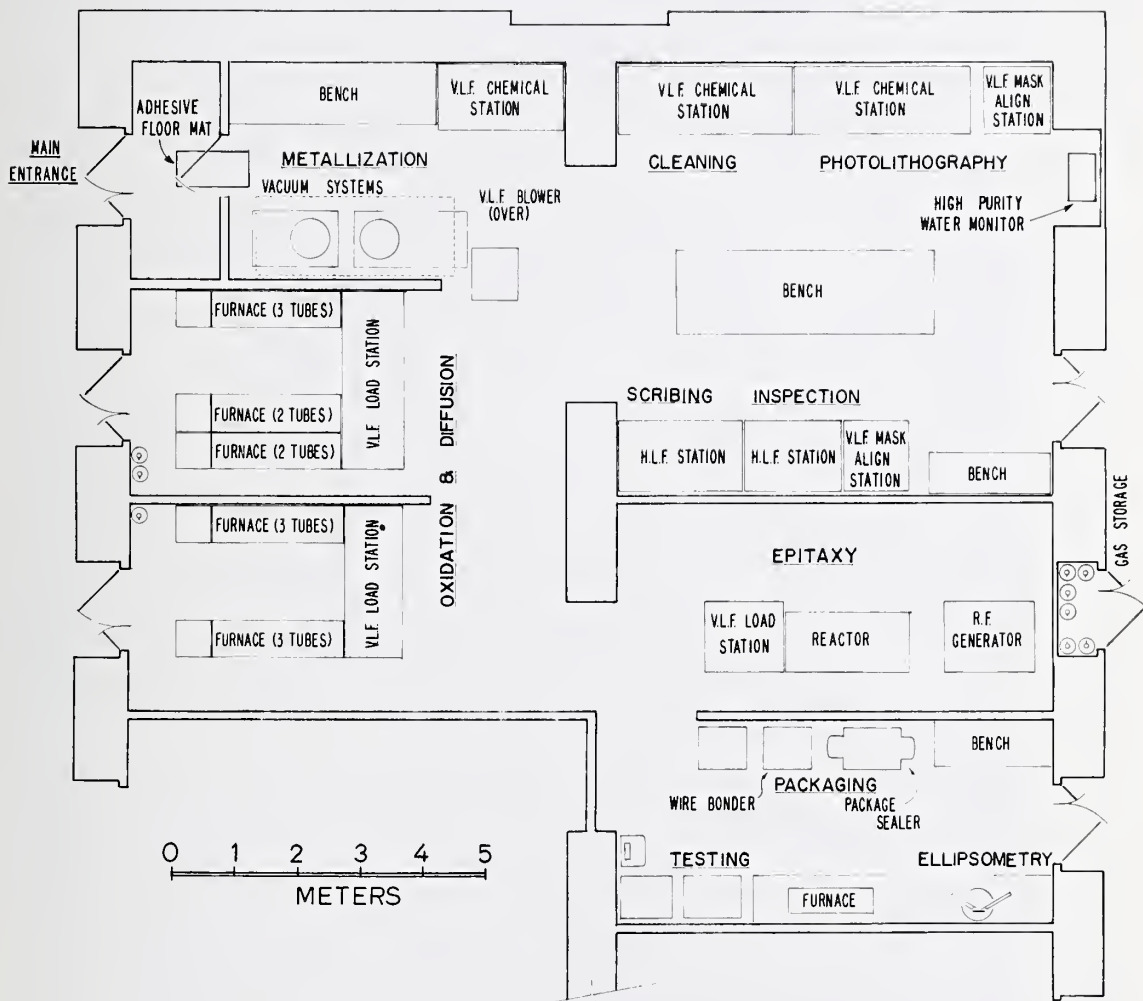 BENCH
V.L.F. CHEMICAL
STATION
V.L.F. CHEMICAL
STATION
V.L.F. CHEMICAL
STATION
V.L.F. MASK
ALIGN
STATION
ADHESIVE
FLOOR MAT
MAIN
ENTRANCE
METALLIZATION
VACUUM SYSTEMS
V.L.F. BLOWER
(OVER)
CLEANING
PHOTOLITHOGRAPHY
HIGH PURITY
WATER MONITOR
BENCH
FURNACE (3 TUBES)
FURNACE (2 TUBES)
FURNACE (2 TUBES)
V.L.F. LOAD STATION
OXIDATION & DIFFUSION
SCRIBING
INSPECTION
H.L.F. STATION
H.L.F. STATION
V.L.F. MASK
ALIGN
STATION
BENCH
GAS STORAGE
FURNACE (3 TUBES)
FURNACE (3 TUBES)
V.L.F. LOAD STATION
EPITAXY
V.L.F. LOAD
STATION
REACTOR
R.F.
GENERATOR
BENCH
WIRE BONDER
PACKAGING
PACKAGE
SEALER
TESTING
ELLIPSOMETRY
FURNACE
0 1 2 3 4 5
METERS